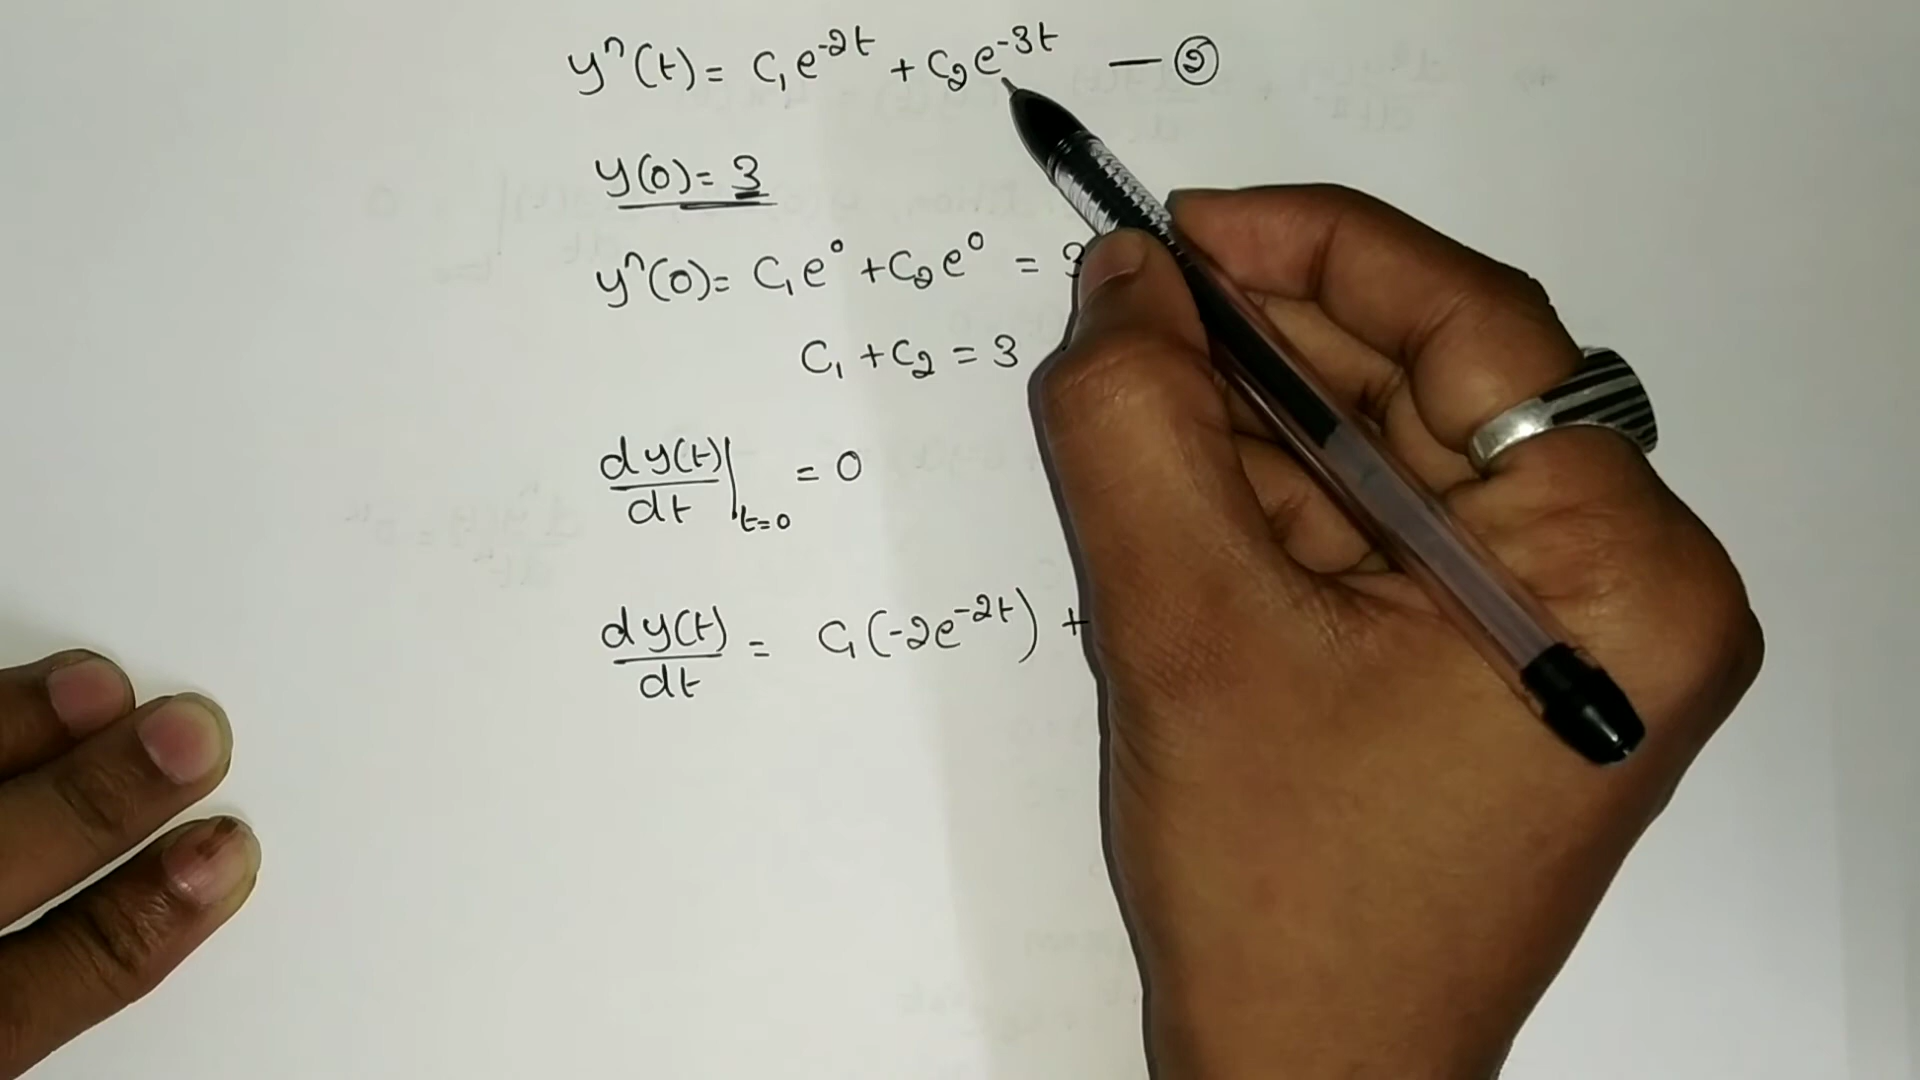 yⁿ(t) = C₁e^-2t + C₂e^-3t — ②
y(0) = 3
yⁿ(0) = C₁e⁰ + C₂e⁰ = 3
C₁ + C₂ = 3
dy(t)/dt |t=0 = 0
dy(t)/dt = C₁(-2e^-2t) +